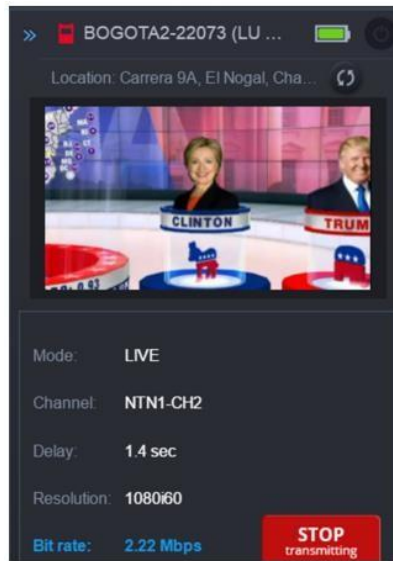 » BOGOTA2-22073 (LU ...
Location: Carrera 9A, El Nogal, Cha...
CLINTON
TRUM
Mode: LIVE
Channel: NTN1-CH2
Delay: 1.4 sec
Resolution: 1080i60
Bit rate: 2.22 Mbps
STOP
transmitting